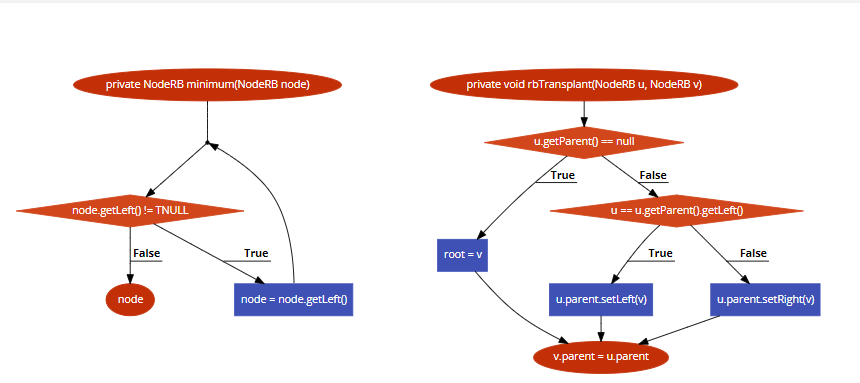 private NodeRB minimum(NodeRB node)
node.getLeft() != TNULL
False
True
node
node = node.getLeft()
private void rbTransplant(NodeRB u, NodeRB v)
u.getParent() == null
True
False
u == u.getParent().getLeft()
root = v
True
False
u.parent.setLeft(v)
u.parent.setRight(v)
v.parent = u.parent